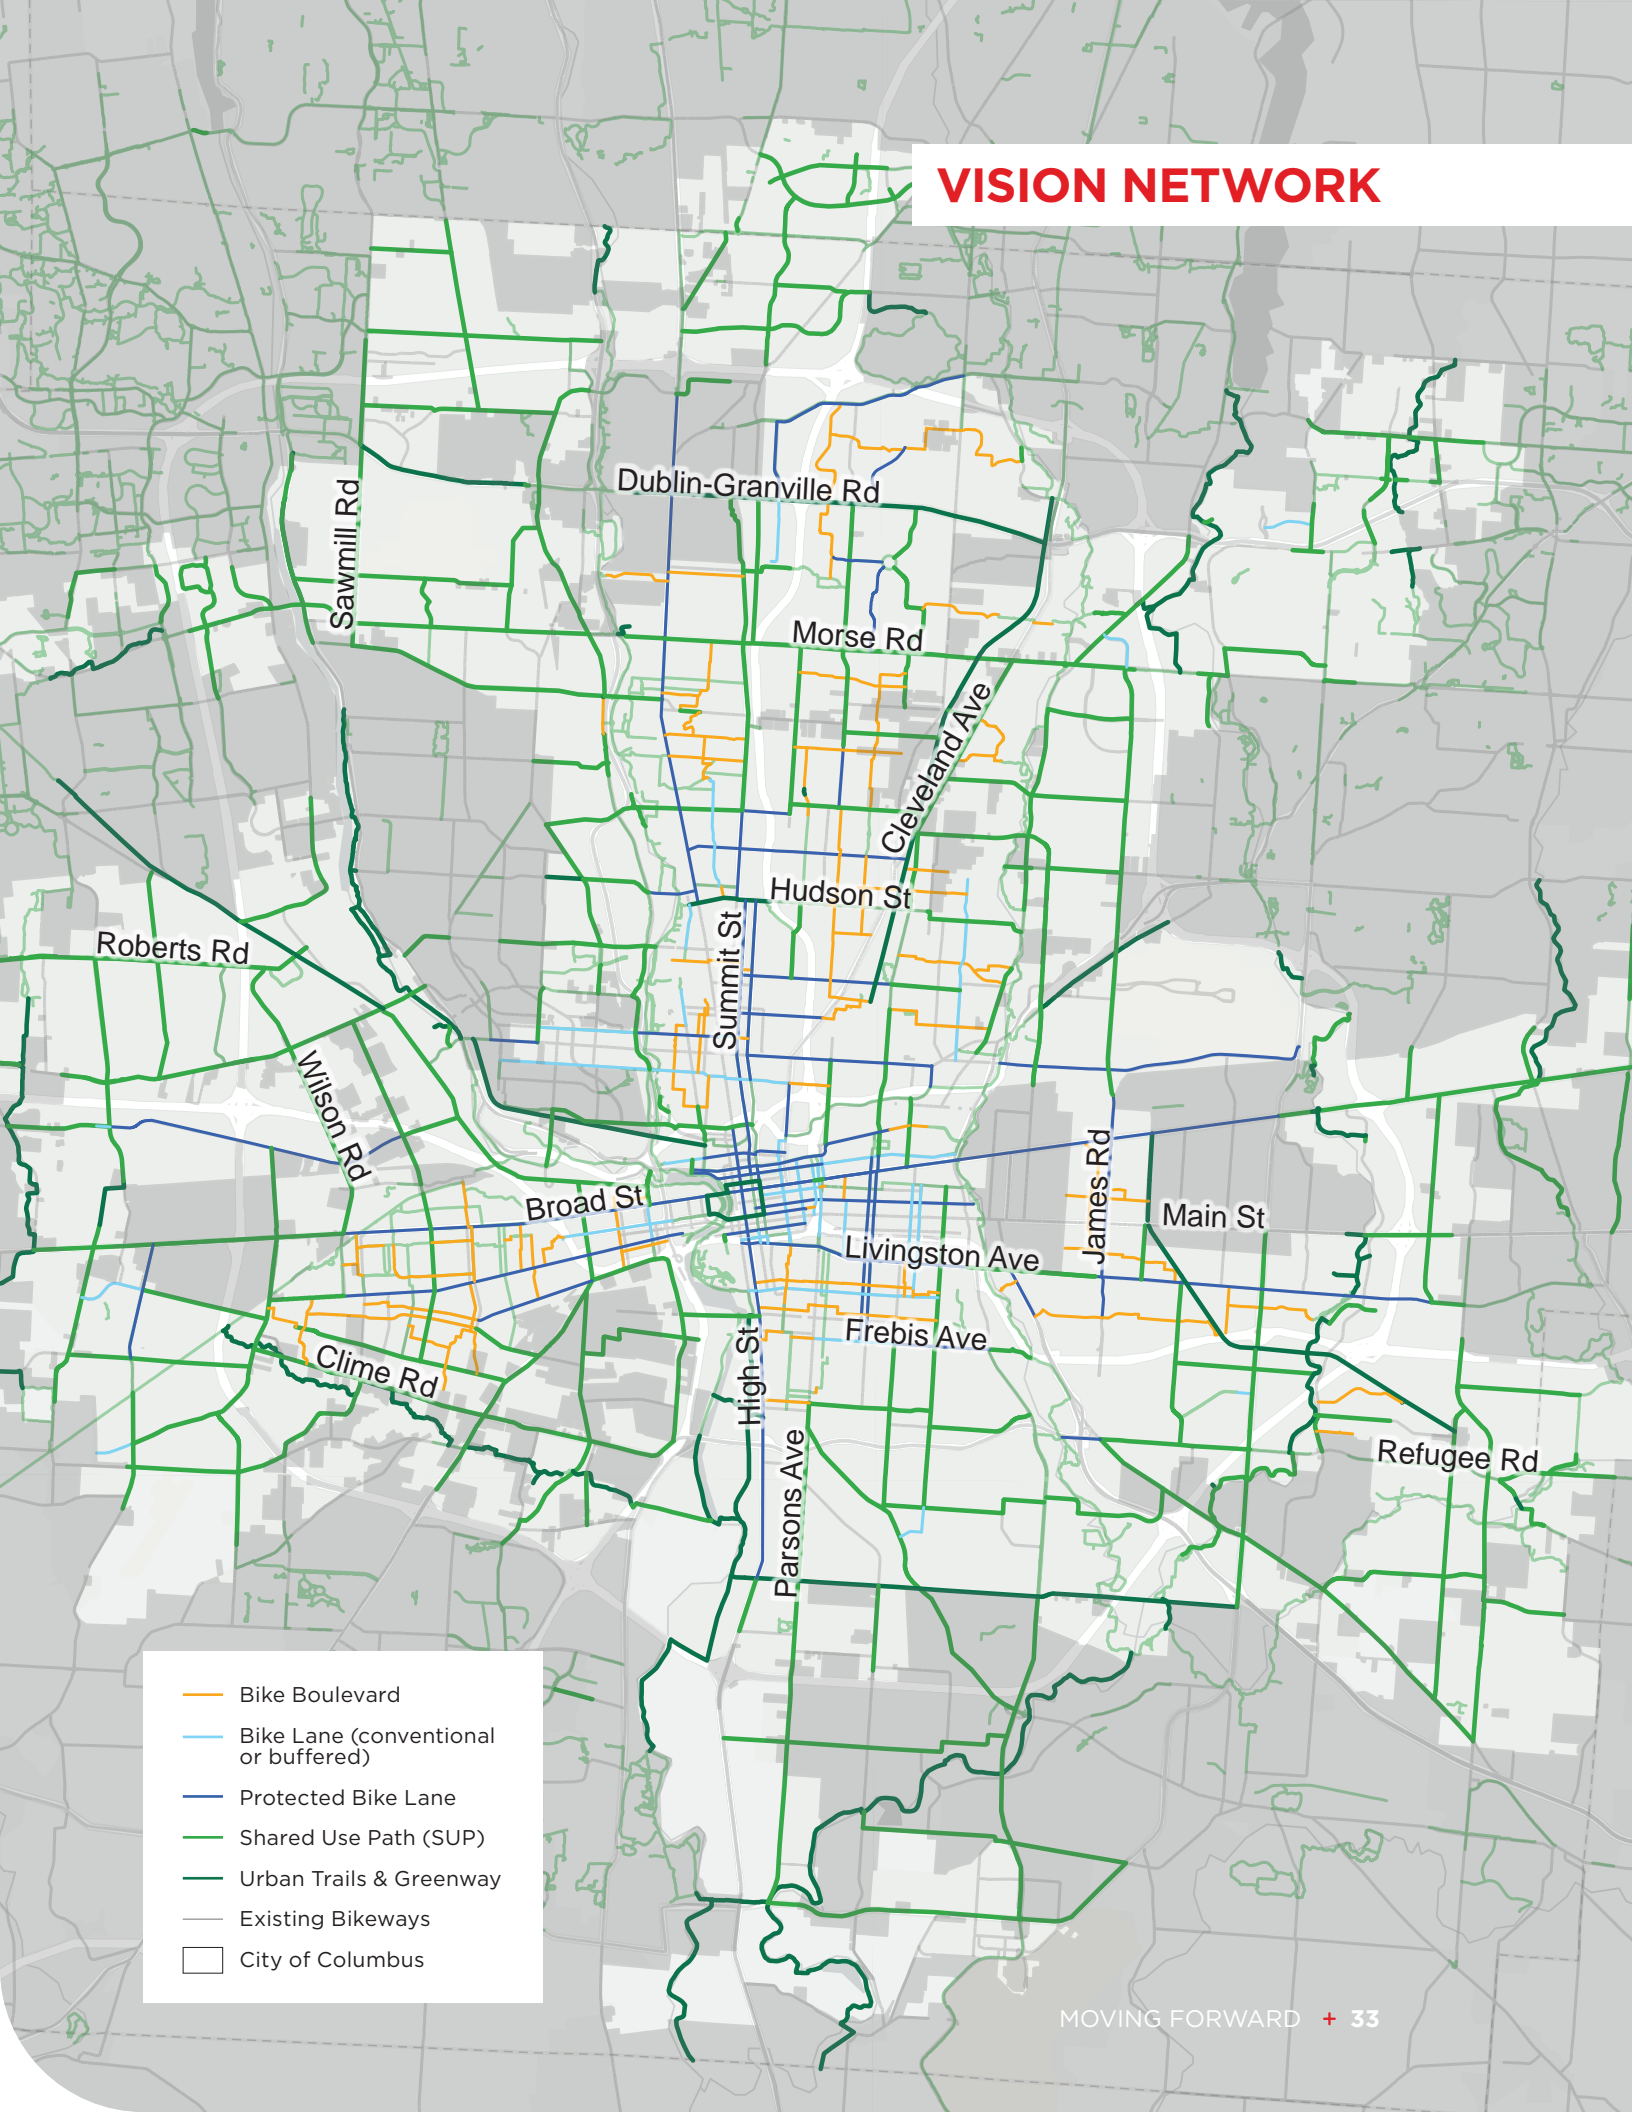 VISION NETWORK
Dublin-Granville Rd
Sawmill Rd
Morse Rd
Cleveland Ave
Hudson St
Roberts Rd
Summit St
Wilson Rd
James Rd
Broad St
Main St
Livingston Ave
Frebis Ave
Clime Rd
High St
Parsons Ave
Refugee Rd
Bike Boulevard
Bike Lane (conventional
or buffered)
Protected Bike Lane
Shared Use Path (SUP)
Urban Trails & Greenway
Existing Bikeways
City of Columbus
MOVING FORWARD + 33